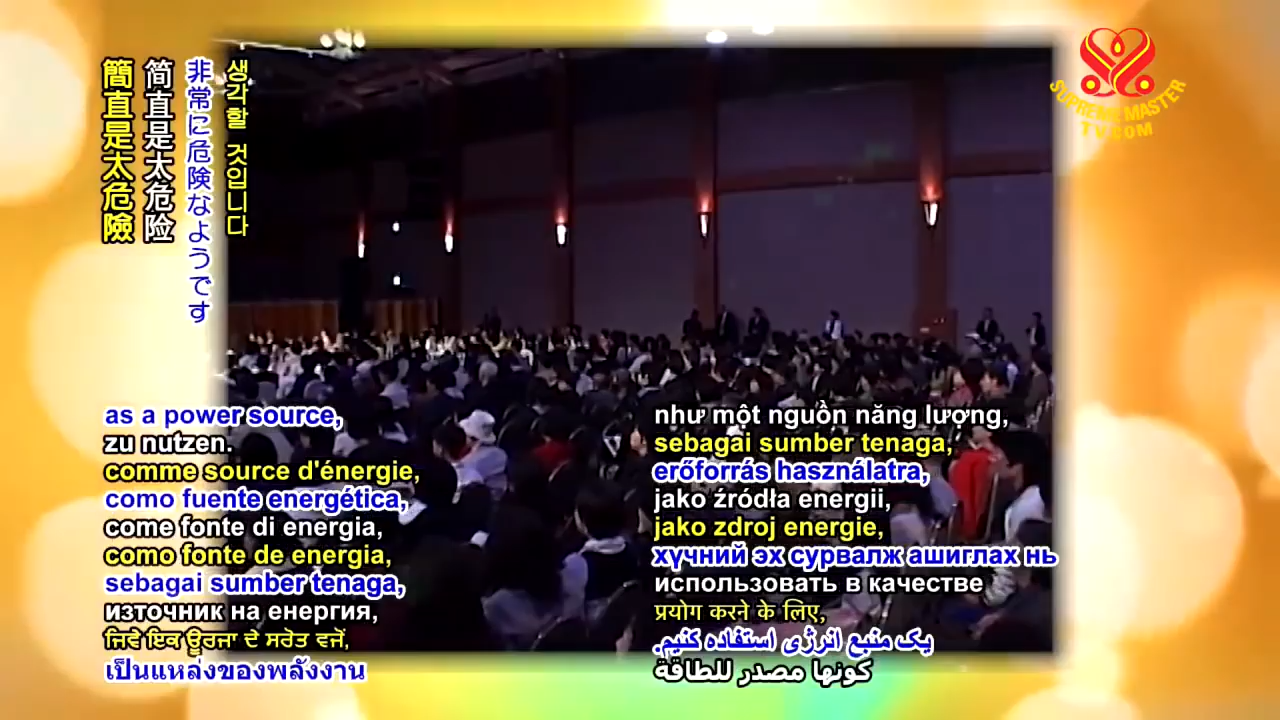 簡直是太危險
简直是太危险
非常に危険なようです
생각할 것입니다
SUPREME MASTER
TV.COM
as a power source,
zu nutzen.
comme source d'énergie,
como fuente energética,
come fonte di energia,
como fonte de energia,
sebagai sumber tenaga,
източник на енергия,
ਜਿਵੇ ਇਕ ਊਰਜਾ ਦੇ ਸਰੋਤ ਵਜੋਂ,
เป็นแหล่งของพลังงาน
như một nguồn năng lượng,
sebagai sumber tenaga,
erőforrás használatra,
jako źródła energii,
jako zdroj energie,
хүчний эх сурвалж ашиглах нь
использовать в качестве
प्रयोग करने के लिए,
یک منبع انرژی استفاده کنیم.
كونها مصدر للطاقة